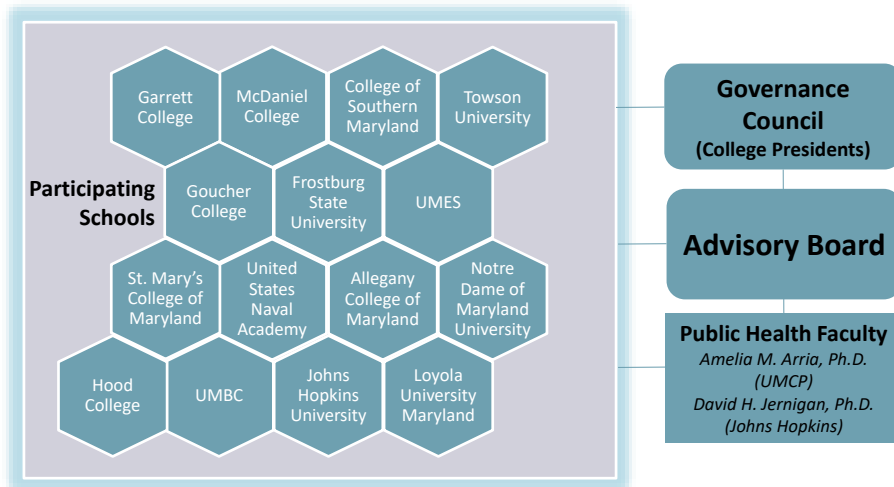 Garrett
College
McDaniel
College
College of
Southern
Maryland
Towson
University
Participating
Schools
Goucher
College
Frostburg
State
University
UMES
St. Mary's
College of
Maryland
United
States
Naval
Academy
Allegany
College of
Maryland
Notre
Dame of
Maryland
University
Hood
College
UMBC
Johns
Hopkins
University
Loyola
University
Maryland
Governance
Council
(College Presidents)
Advisory Board
Public Health Faculty
Amelia M. Arria, Ph.D.
(UMCP)
David H. Jernigan, Ph.D.
(Johns Hopkins)